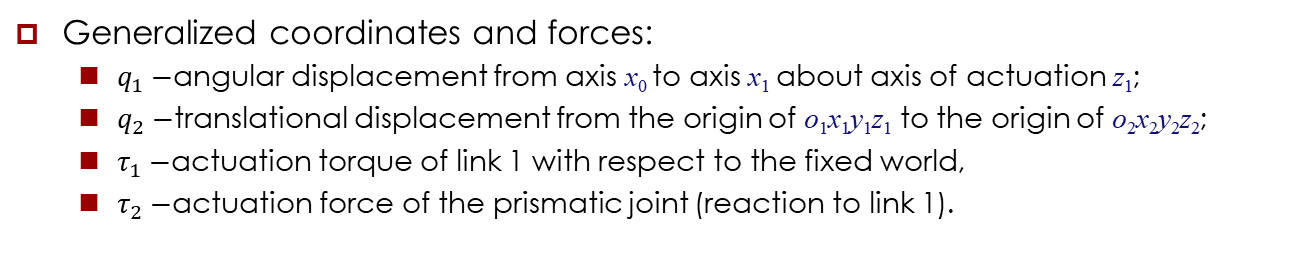 Generalized coordinates and forces:
q₁ –angular displacement from axis x₀ to axis x₁ about axis of actuation z₁;
q₂ –translational displacement from the origin of o₁x₁y₁z₁ to the origin of o₂x₂y₂z₂;
τ₁ –actuation torque of link 1 with respect to the fixed world,
τ₂ –actuation force of the prismatic joint (reaction to link 1).